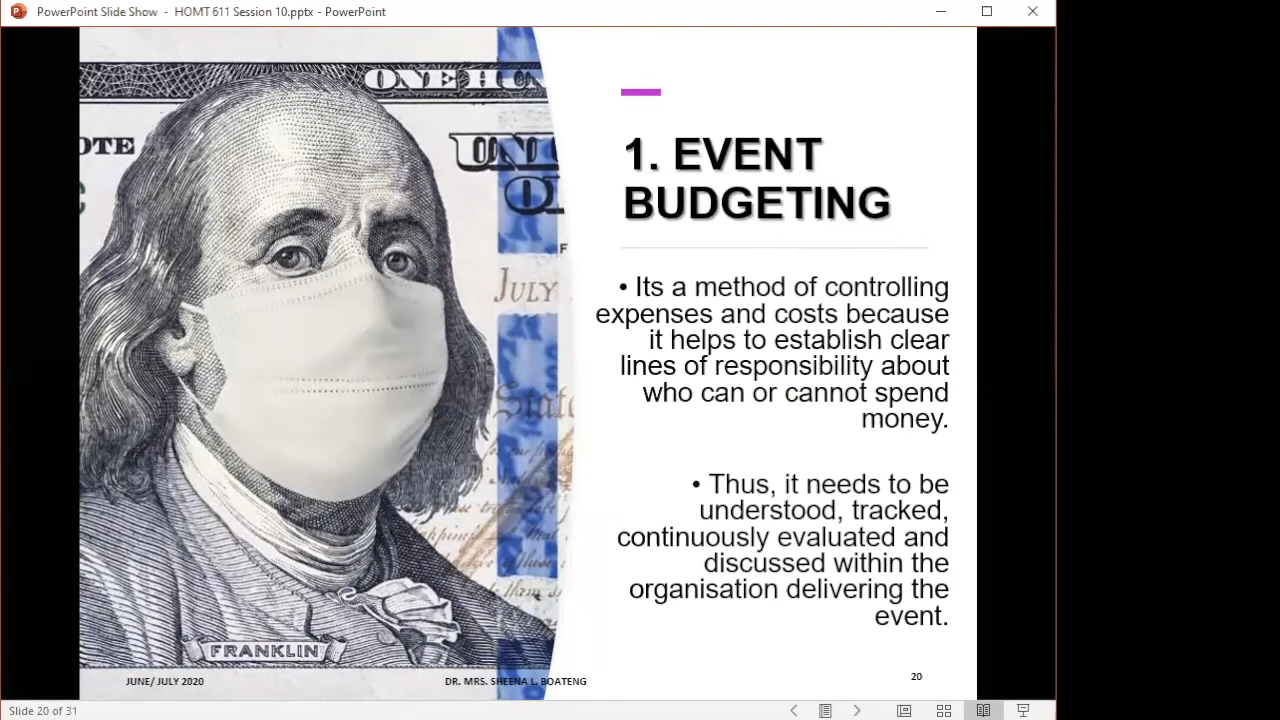 PowerPoint Slide Show - HOMT 611 Session 10.pptx - PowerPoint
ONE HUN
OTE
UNI
O
F
JULY
State
FRANKLIN
1. EVENT
BUDGETING
• Its a method of controlling
expenses and costs because
it helps to establish clear
lines of responsibility about
who can or cannot spend
money.
• Thus, it needs to be
understood, tracked,
continuously evaluated and
discussed within the
organisation delivering the
event.
JUNE/ JULY 2020
DR. MRS. SHEENA L. BOATENG
20
Slide 20 of 31